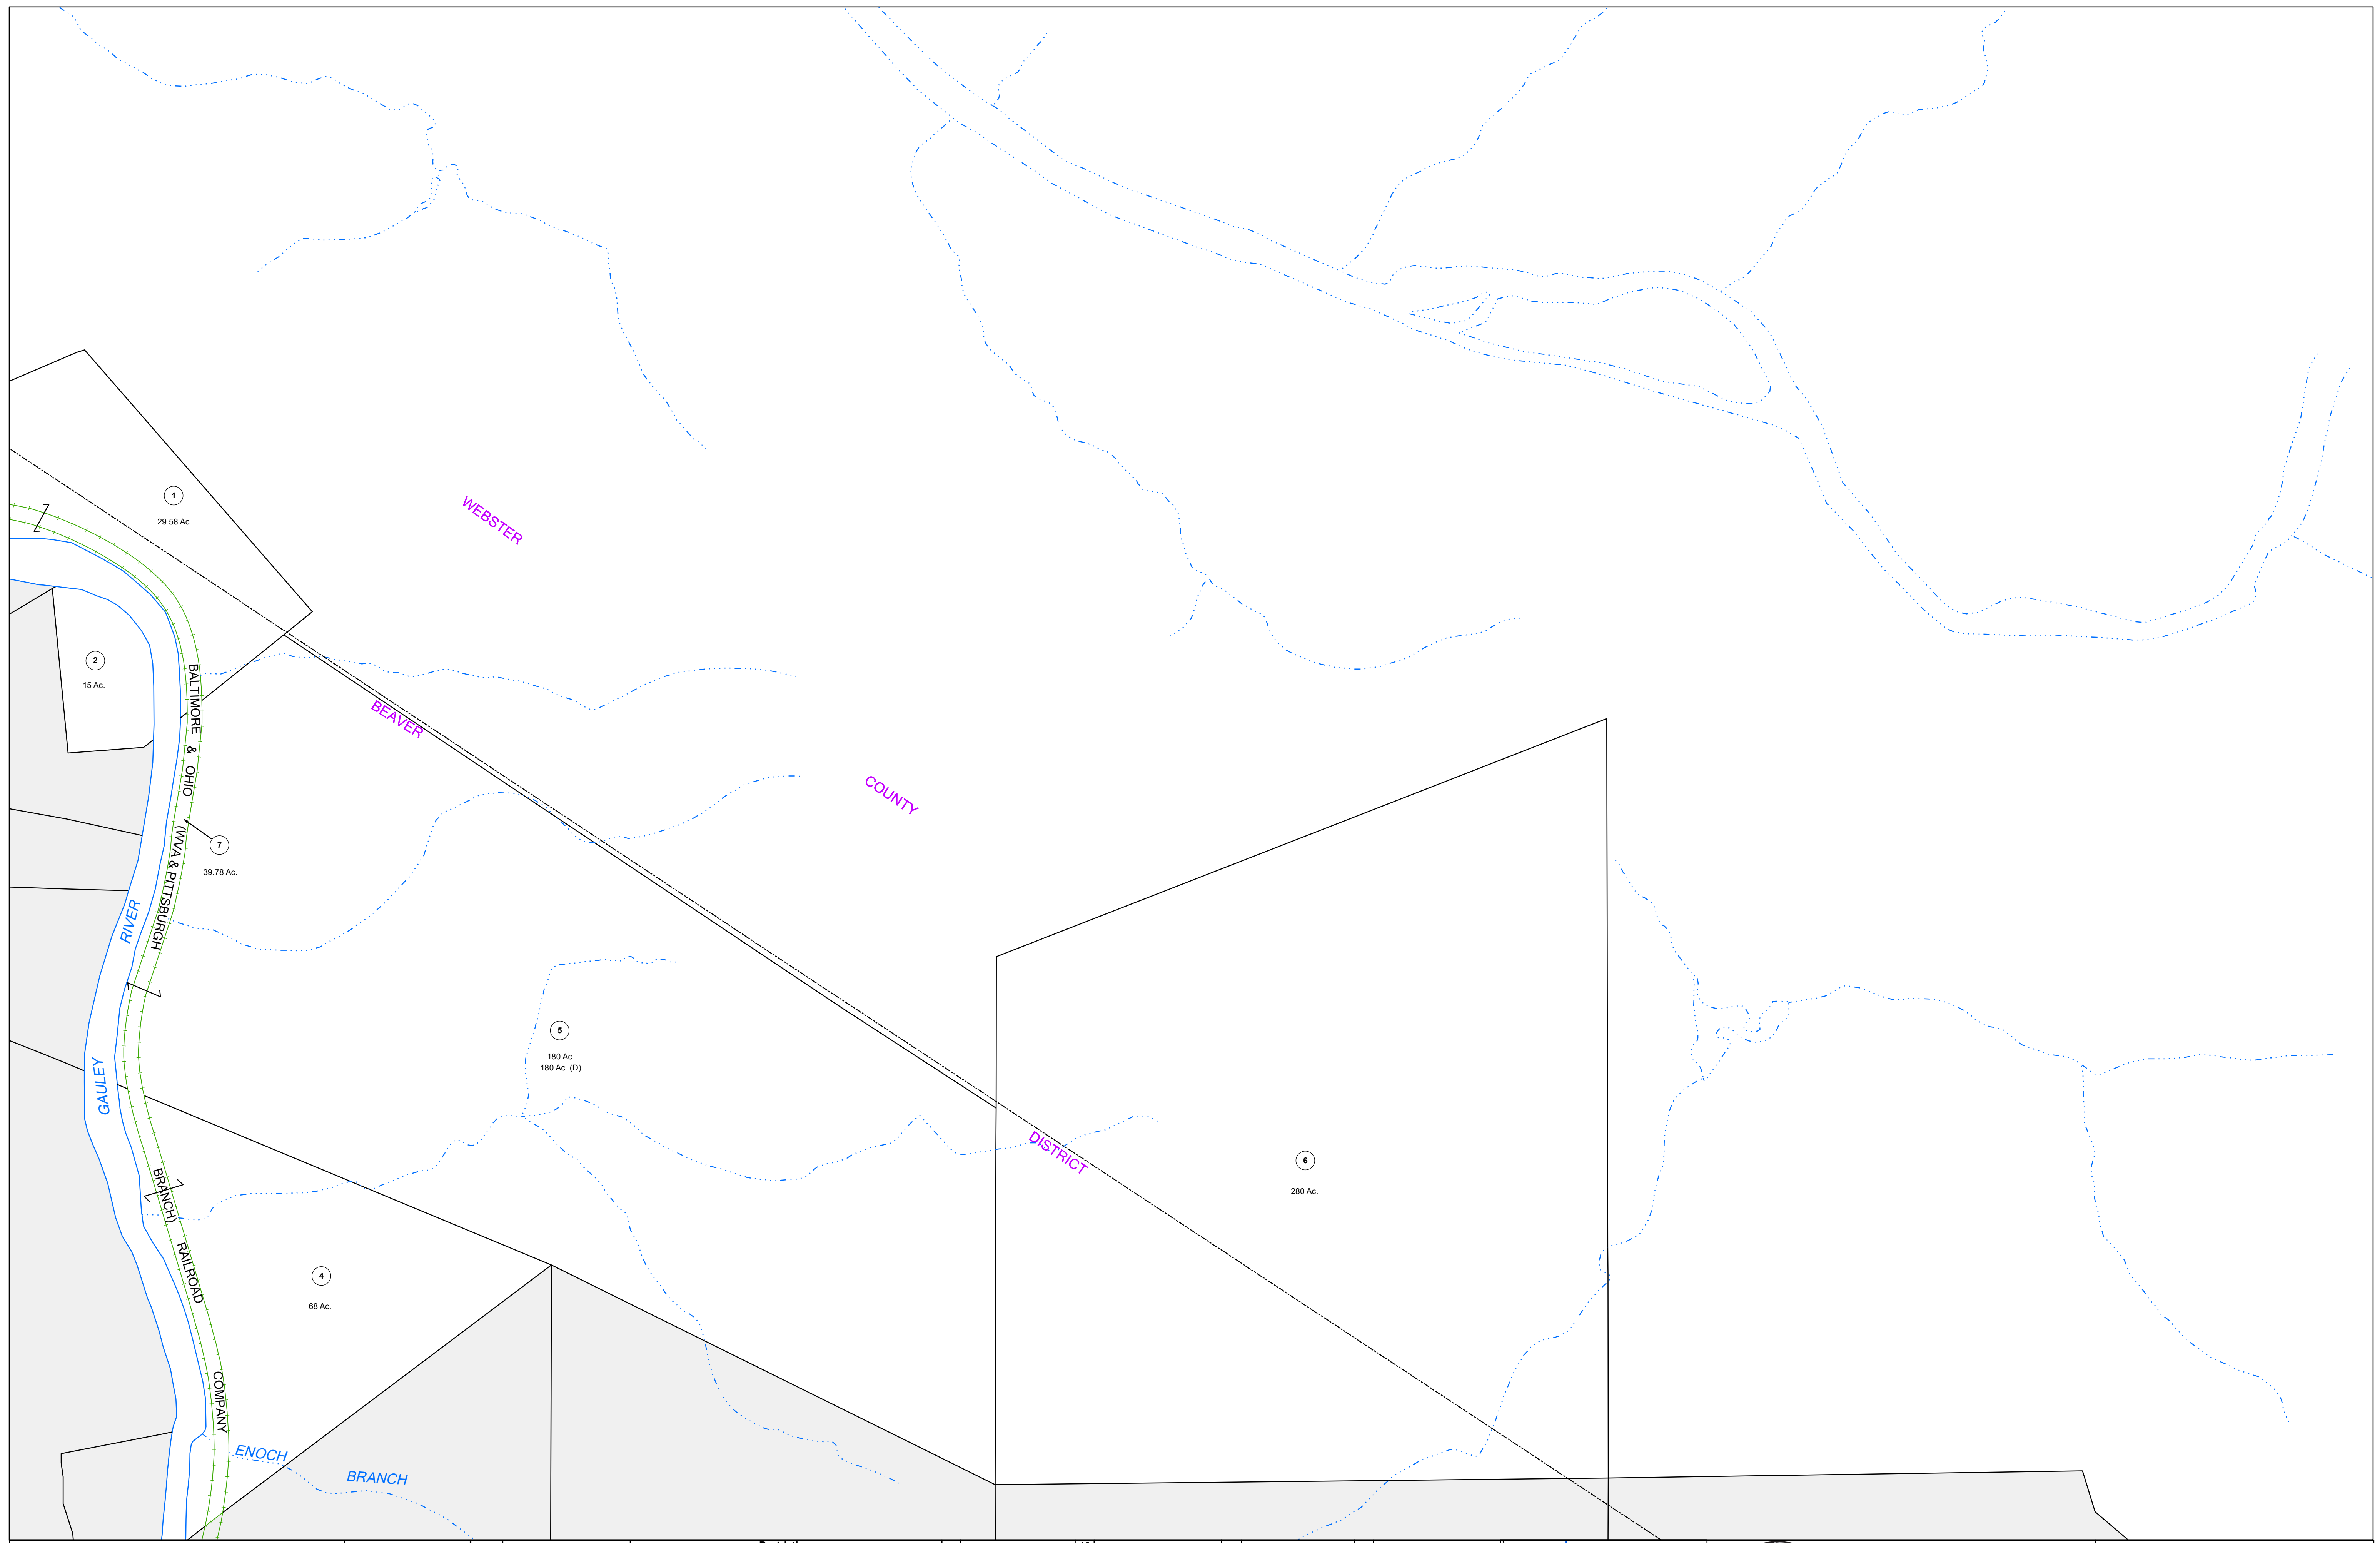 1
29.58 Ac.
WEBSTER
2
15 Ac.
BALTIMORE & OHIO (WVA & PITTSBURGH BRANCH) RAILROAD COMPANY
BEAVER
COUNTY
7
39.78 Ac.
RIVER
GAULEY
5
180 Ac.
180 Ac. (D)
DISTRICT
6
280 Ac.
4
68 Ac.
ENOCH
BRANCH